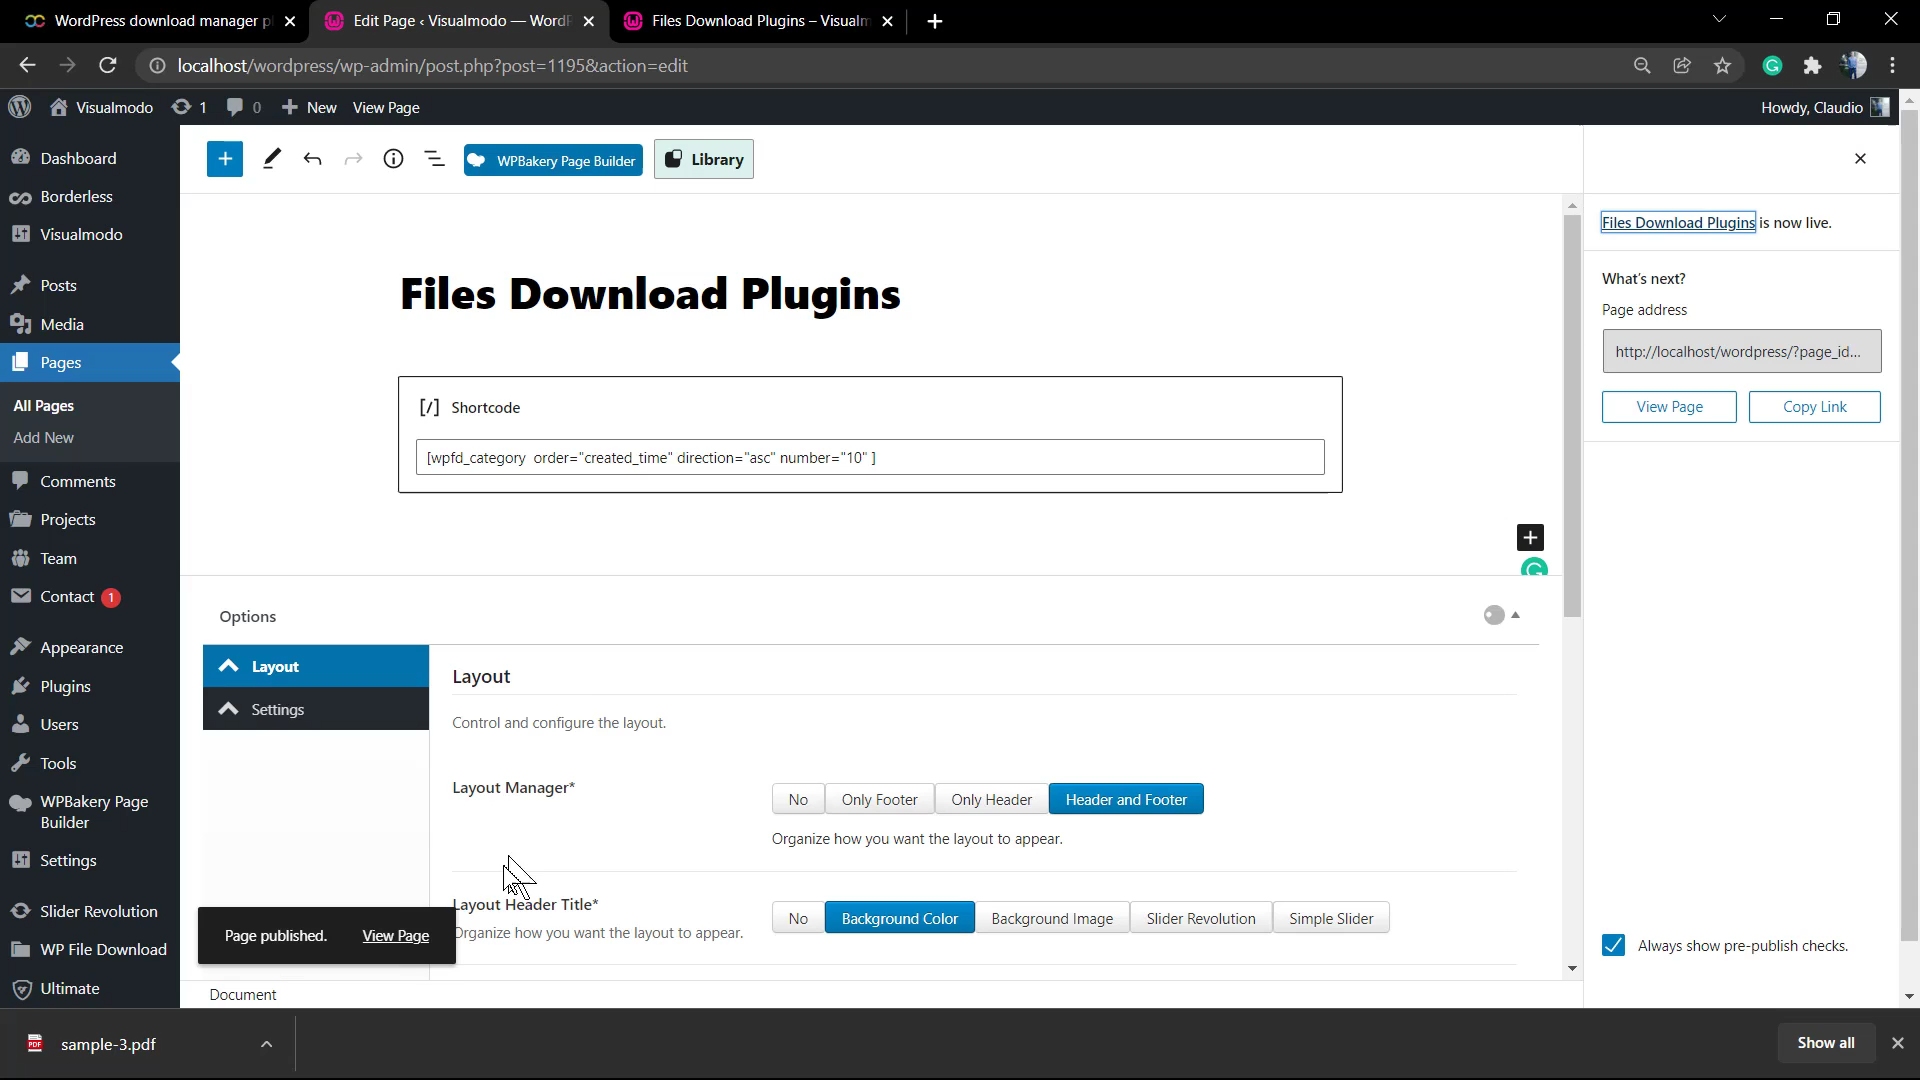 WordPress download manager pl
Edit Page ‹ Visualmodo — WordP
Files Download Plugins – Visualm
localhost/wordpress/wp-admin/post.php?post=1195&action=edit
Visualmodo
1
0
New
View Page
Howdy, Claudio
Dashboard
Borderless
Visualmodo
Posts
Media
Pages
All Pages
Add New
Comments
Projects
Team
Contact 1
Appearance
Plugins
Users
Tools
WPBakery Page
Builder
Settings
Slider Revolution
WP File Download
Ultimate
WPBakery Page Builder
Library
Files Download Plugins
[/] Shortcode
[wpfd_category  order="created_time" direction="asc" number="10" ]
Options
Layout
Settings
Layout
Control and configure the layout.
Layout Manager*
No
Only Footer
Only Header
Header and Footer
Organize how you want the layout to appear.
Layout Header Title*
Organize how you want the layout to appear.
No
Background Color
Background Image
Slider Revolution
Simple Slider
Page published.
View Page
Document
Files Download Plugins is now live.
What's next?
Page address
http://localhost/wordpress/?page_id...
View Page
Copy Link
Always show pre-publish checks.
PDF
sample-3.pdf
Show all